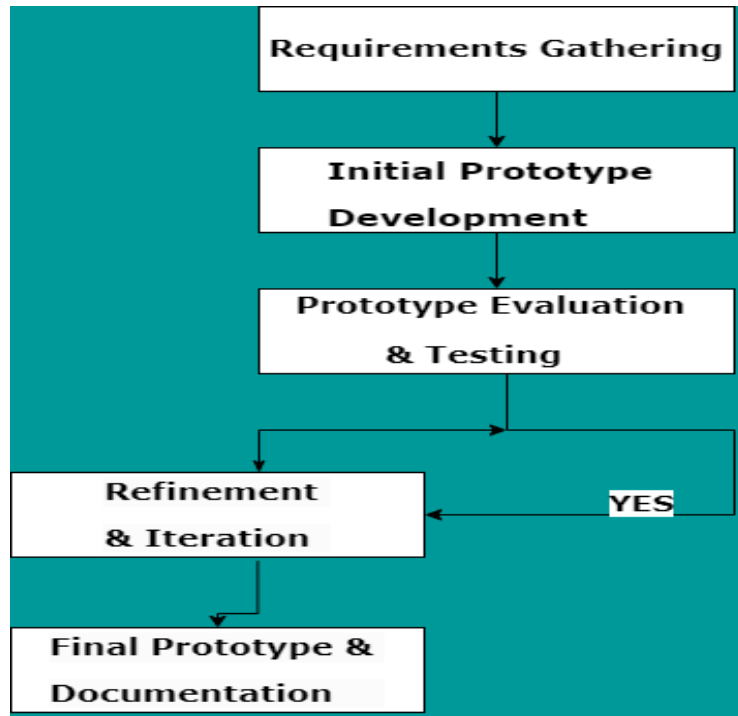 Requirements Gathering
Initial Prototype
Development
Prototype Evaluation
& Testing
Refinement
& Iteration
YES
Final Prototype &
Documentation